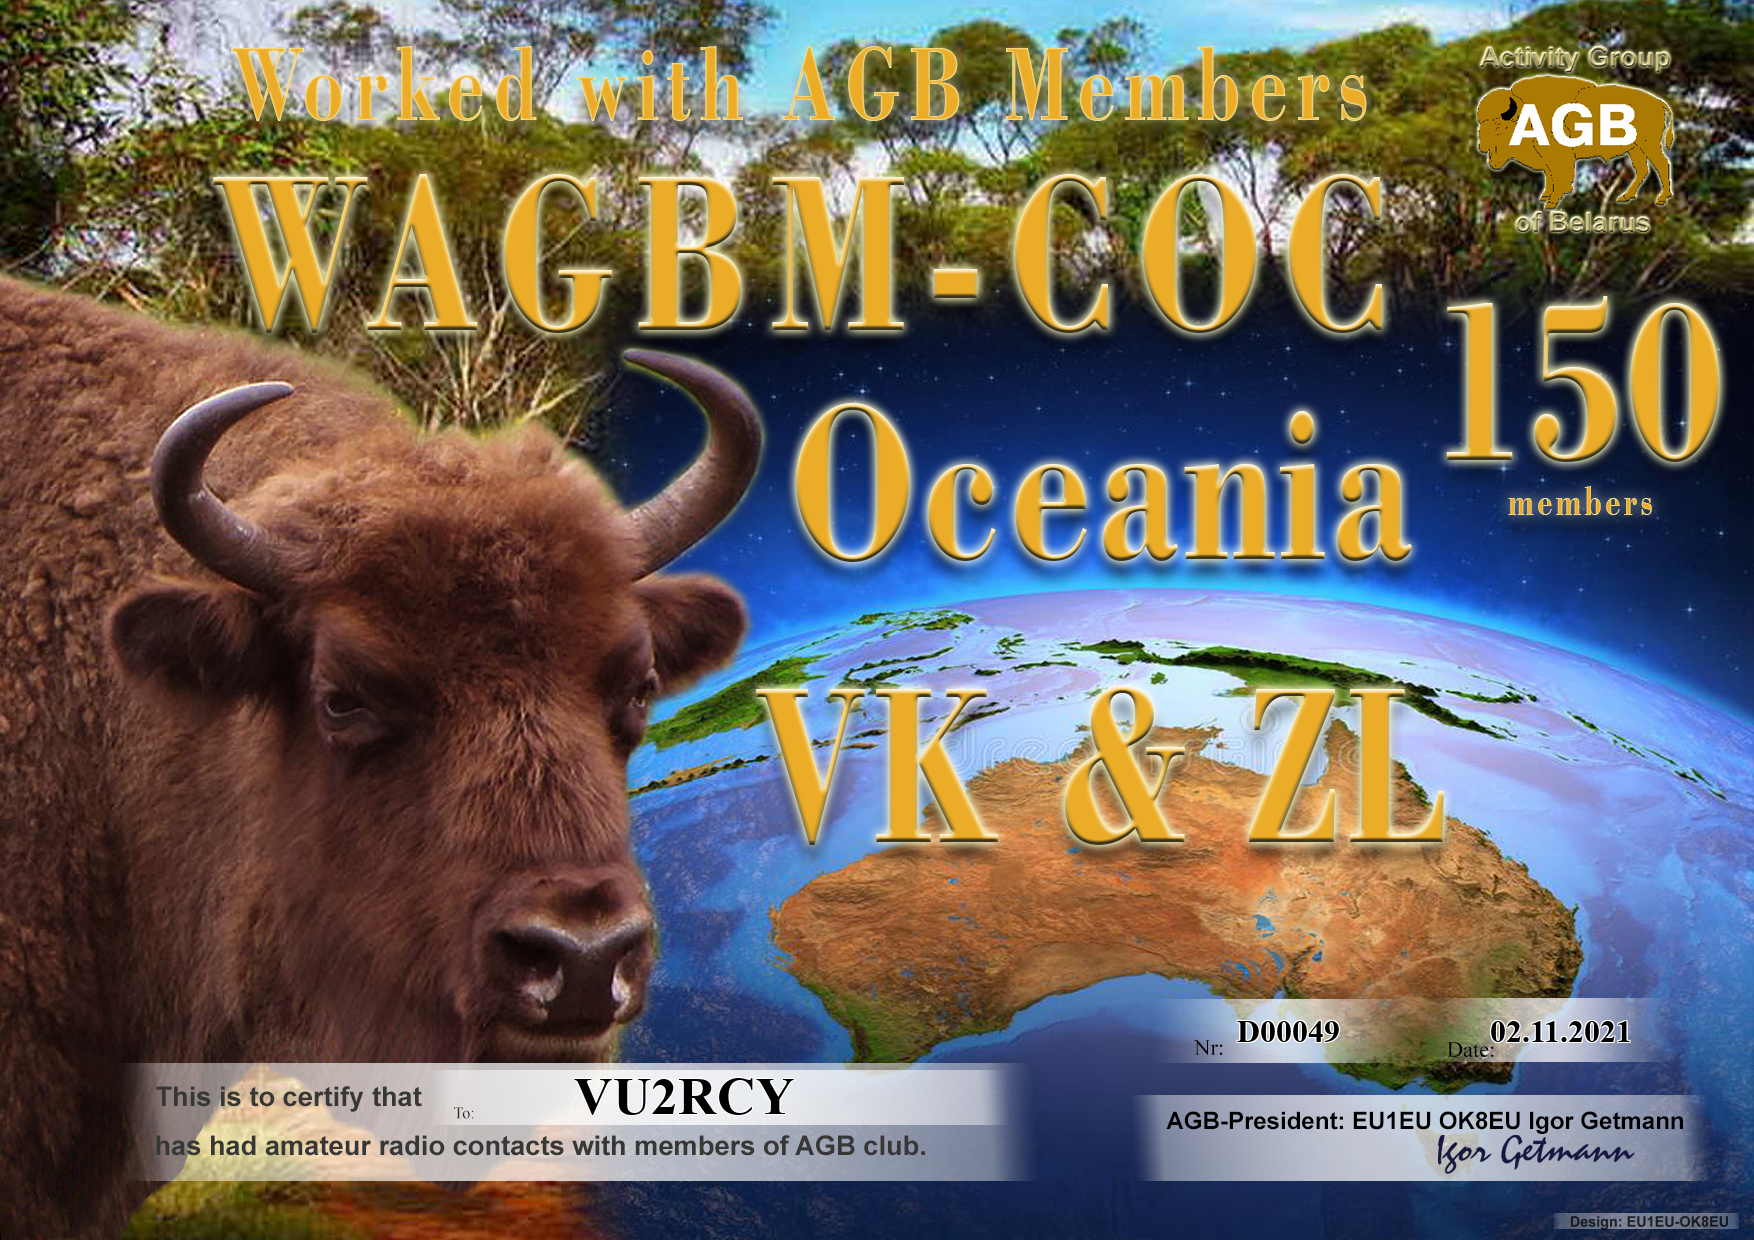 Worked with AGB Members
Activity Group
AGB
of Belarus
WAGBM-COC
150
members
Oceania
VK & ZL
Nr: D00049
Date: 02.11.2021
This is to certify that
To: VU2RCY
has had amateur radio contacts with members of AGB club.
AGB-President: EU1EU OK8EU Igor Getmann
Igor Getmann
Design: EU1EU-OK8EU